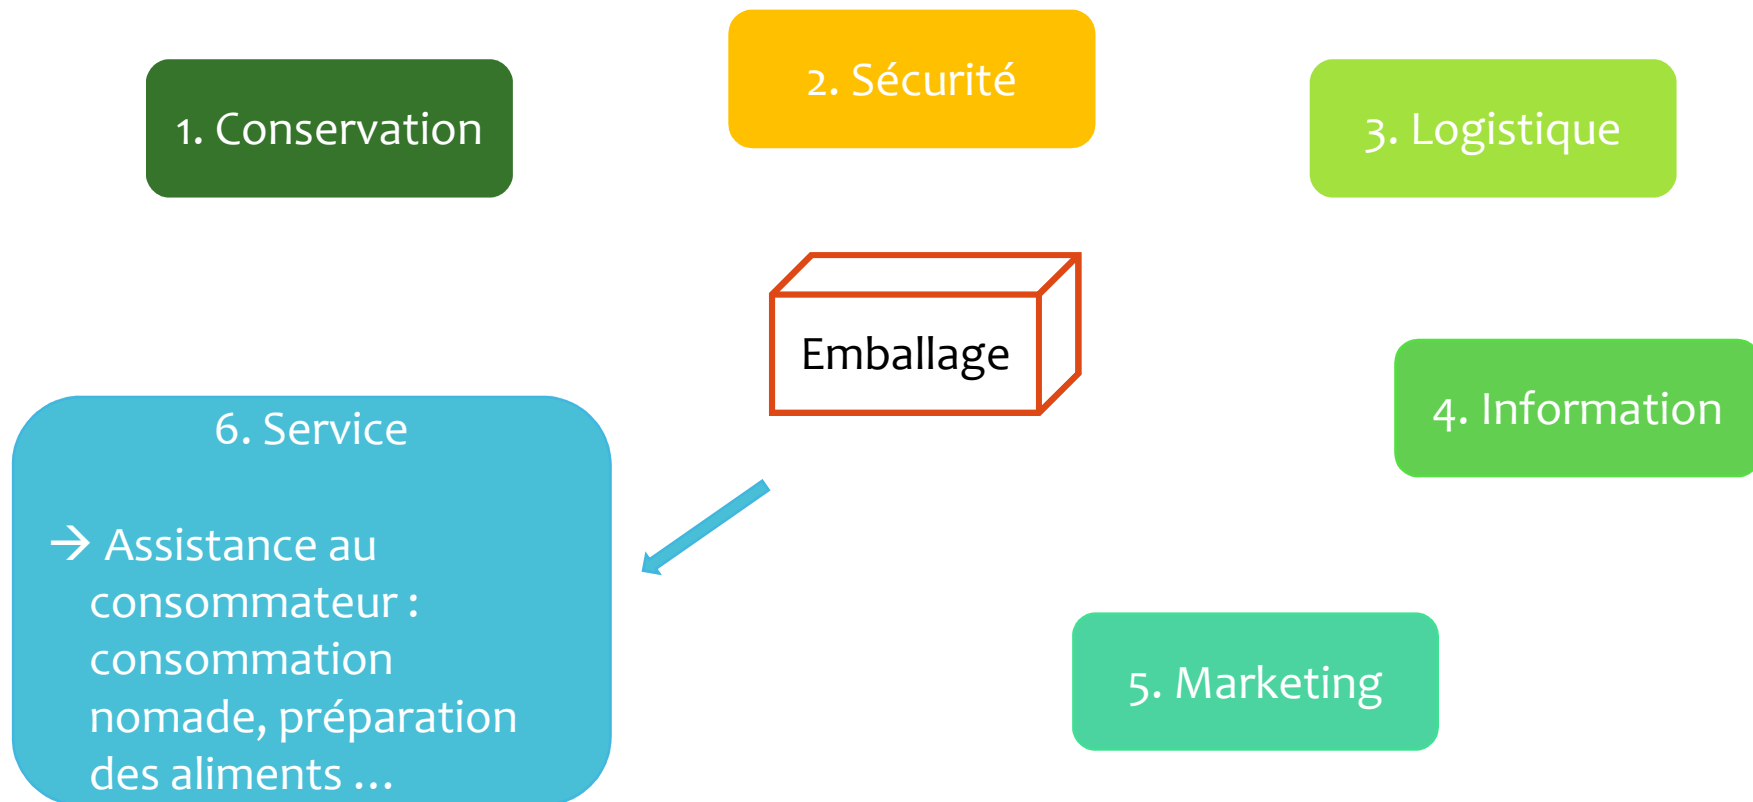 1. Conservation
2. Sécurité
3. Logistique
Emballage
4. Information
5. Marketing
6. Service
→ Assistance au
consommateur :
consommation
nomade, préparation
des aliments …